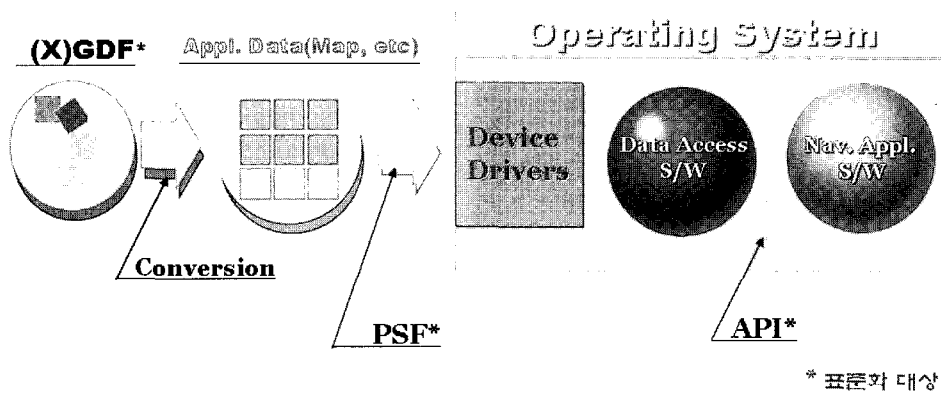 (X)GDF*
Appl. Data(Map, etc)
Operating System
Device
Drivers
Data Access
S/W
Nav. Appl.
S/W
Conversion
PSF*
API*
* 표준화 대상